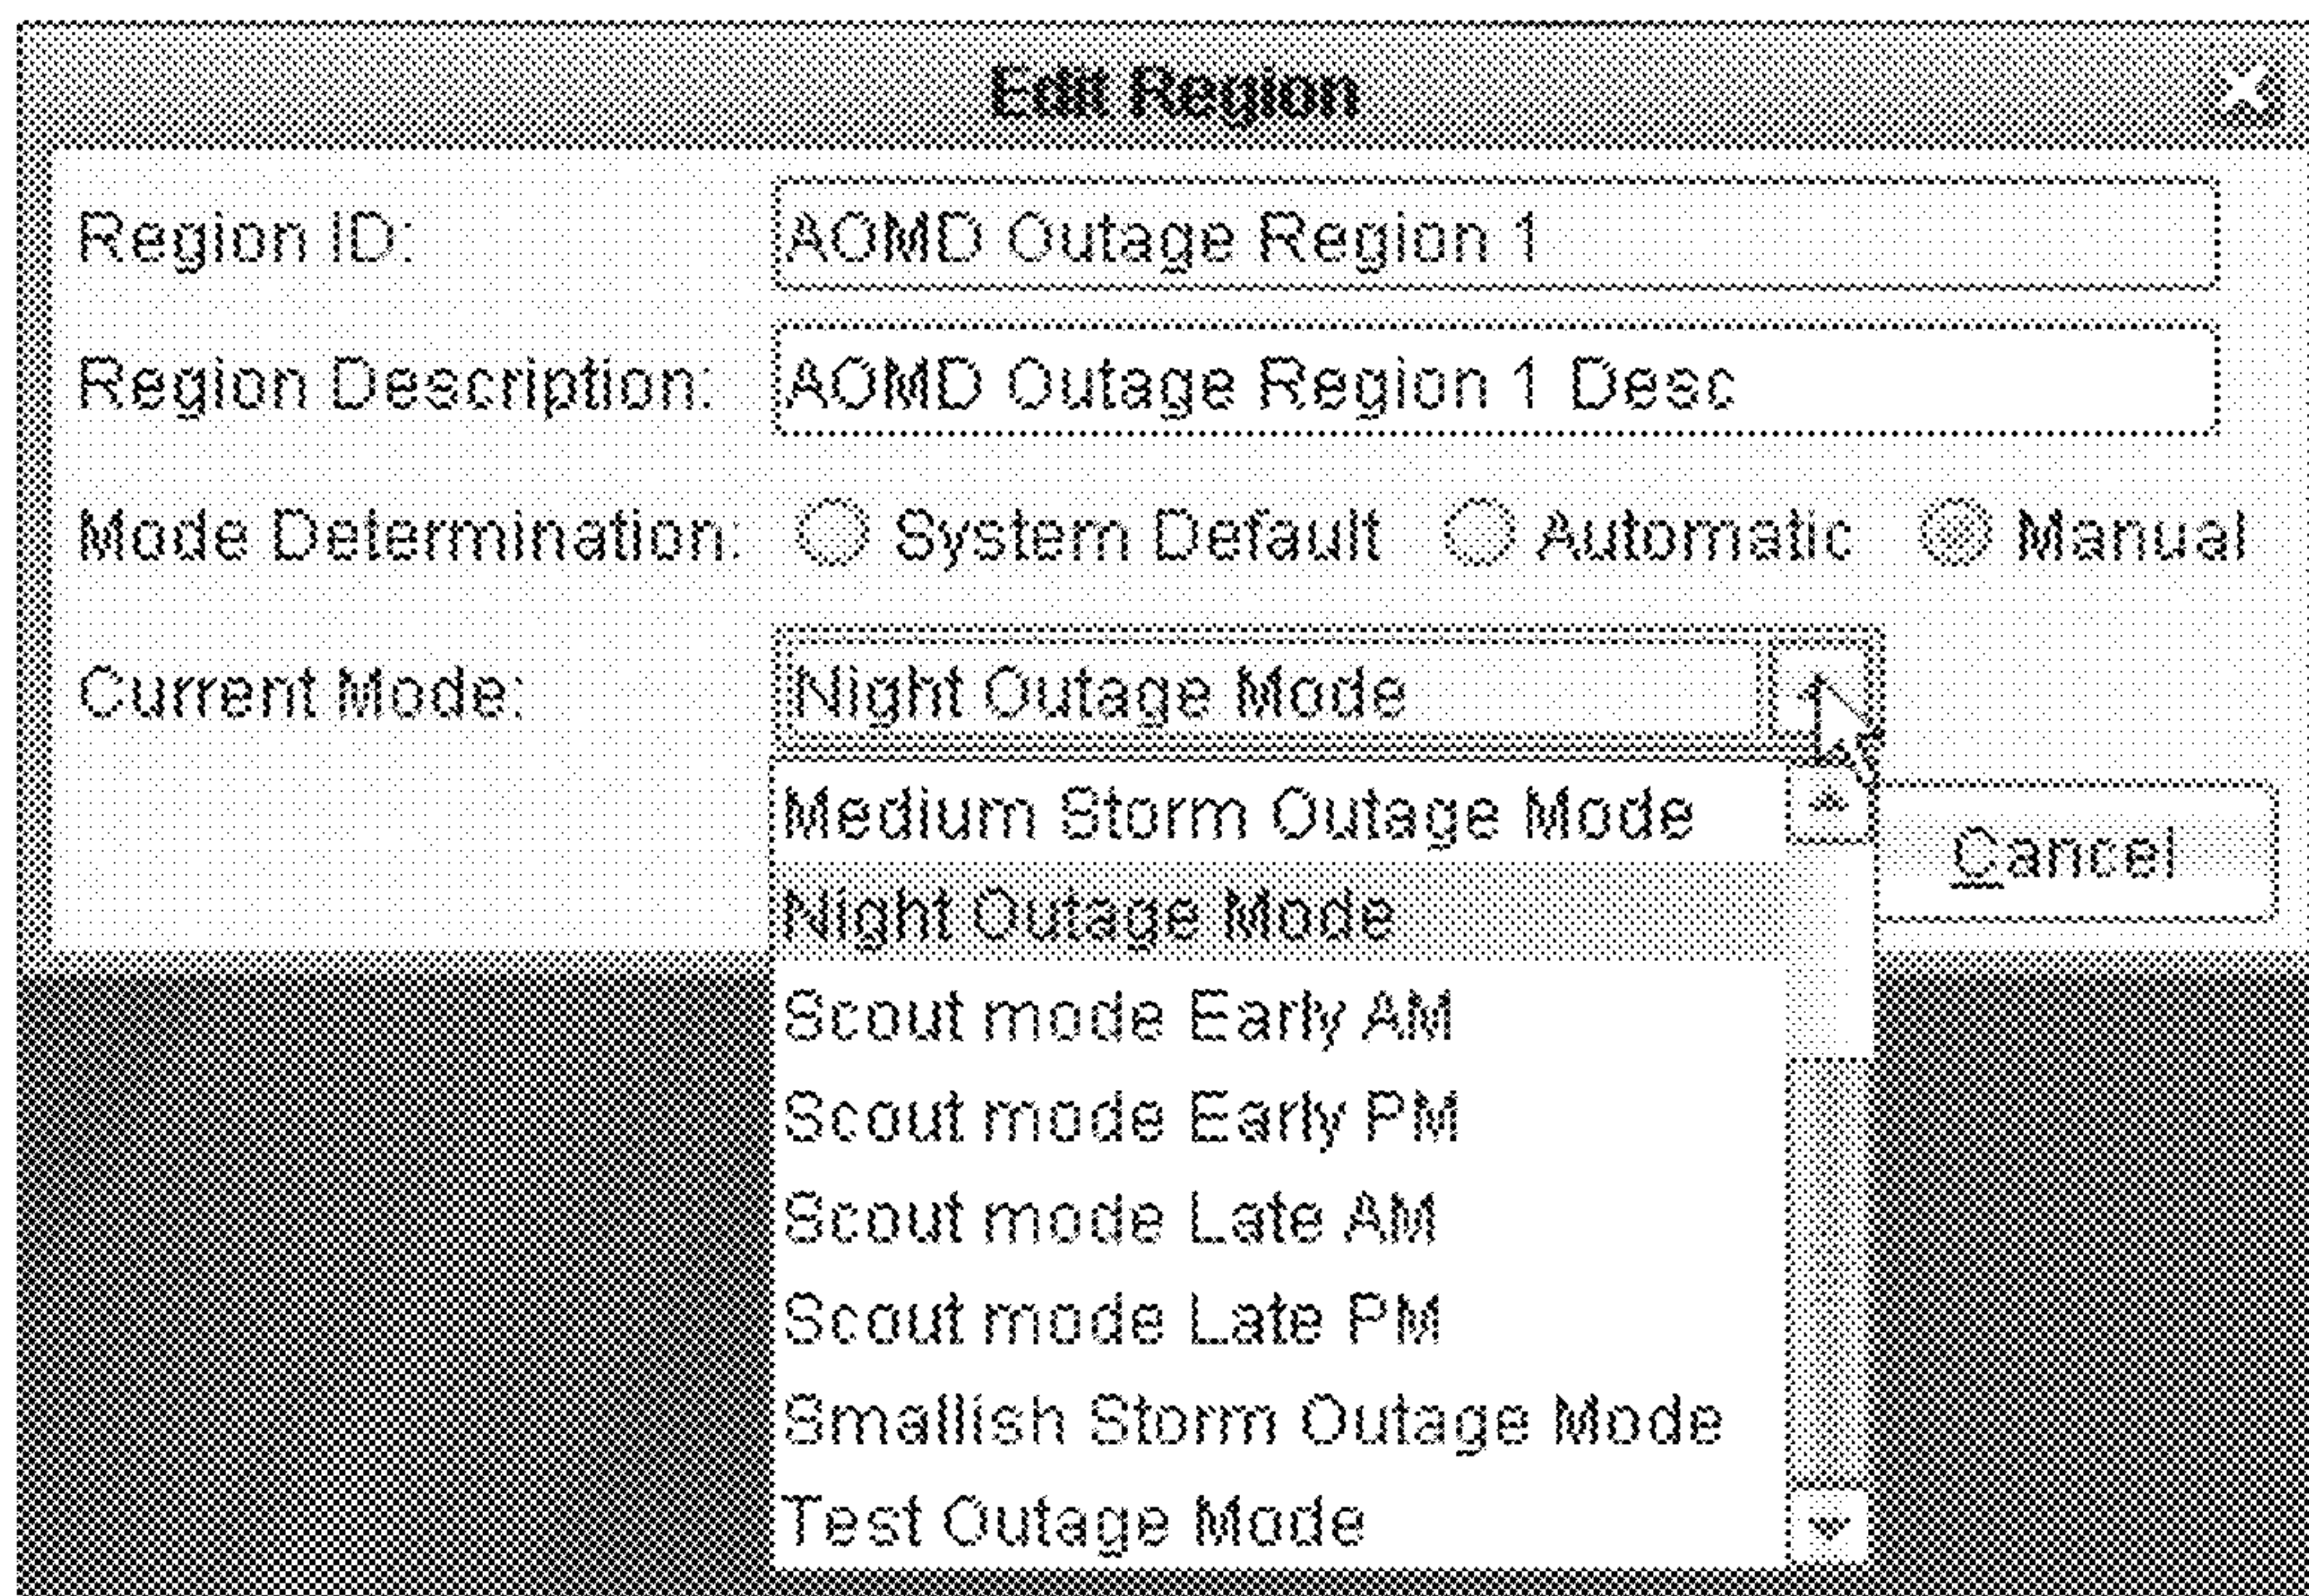 Edit Region
Region ID: AOMD Outage Region 1
Region Description: AOMD Outage Region 1 Desc
Mode Determination: System Default Automatic Manual
Current Mode: Night Outage Mode
Medium Storm Outage Mode
Cancel
Night Outage Mode
Scout mode Early AM
Scout mode Early PM
Scout mode Late AM
Scout mode Late PM
Smallish Storm Outage Mode
Test Outage Mode